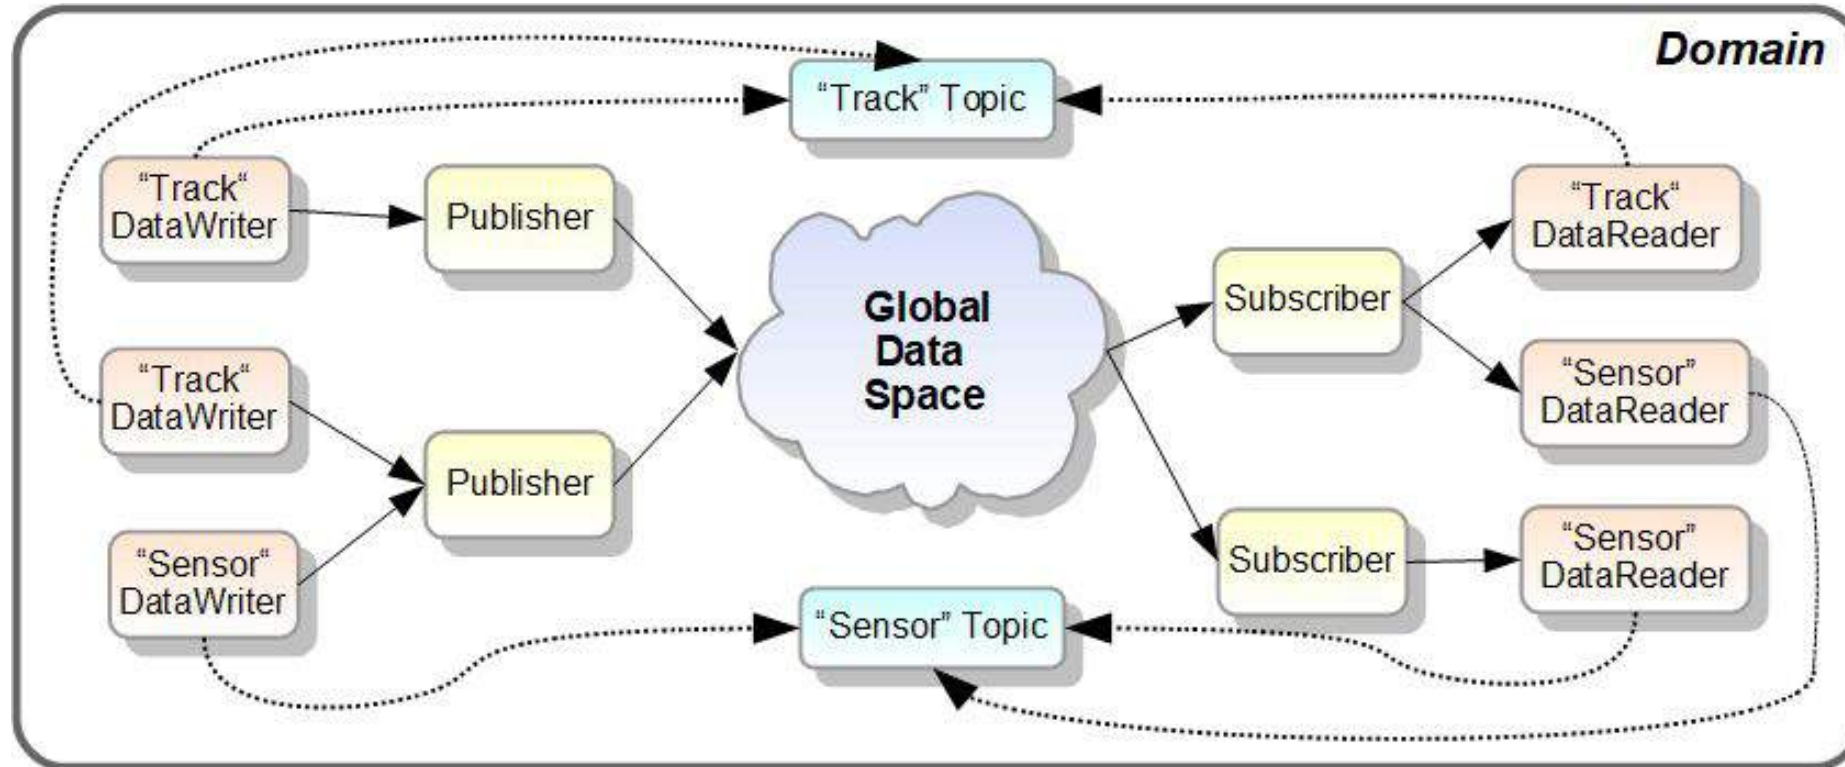 Domain
“Track” Topic
“Track“
DataWriter
Publisher
“Track“
DataWriter
Publisher
“Sensor“
DataWriter
Global
Data
Space
“Sensor” Topic
Subscriber
“Track“
DataReader
“Sensor”
DataReader
Subscriber
“Sensor”
DataReader